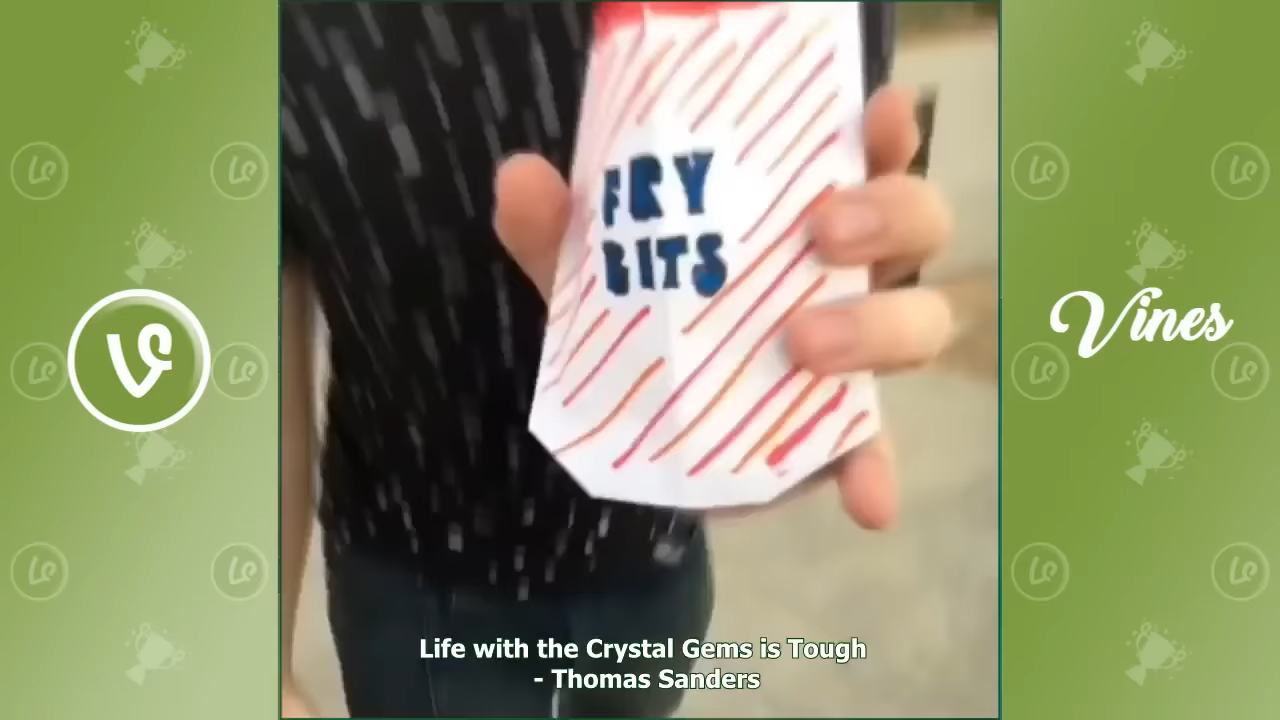 FRY
BITS
Vines
Life with the Crystal Gems is Tough
- Thomas Sanders